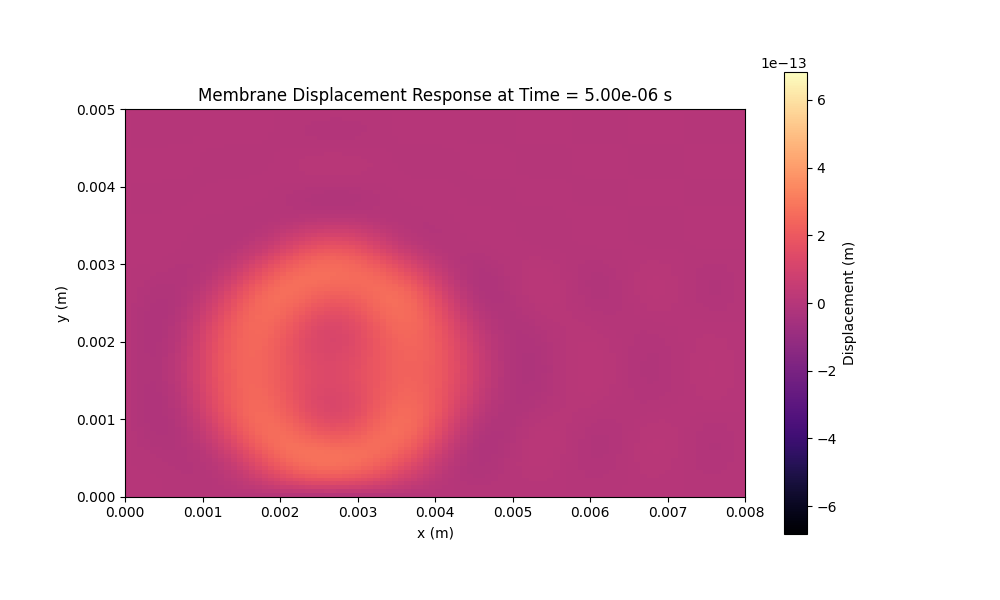 1e−13
Membrane Displacement Response at Time = 5.00e-06 s
0.005
0.004
0.003
0.002
0.001
0.000
y (m)
0.000 0.001 0.002 0.003 0.004 0.005 0.006 0.007 0.008
x (m)
6
4
2
0
−2
−4
−6
Displacement (m)